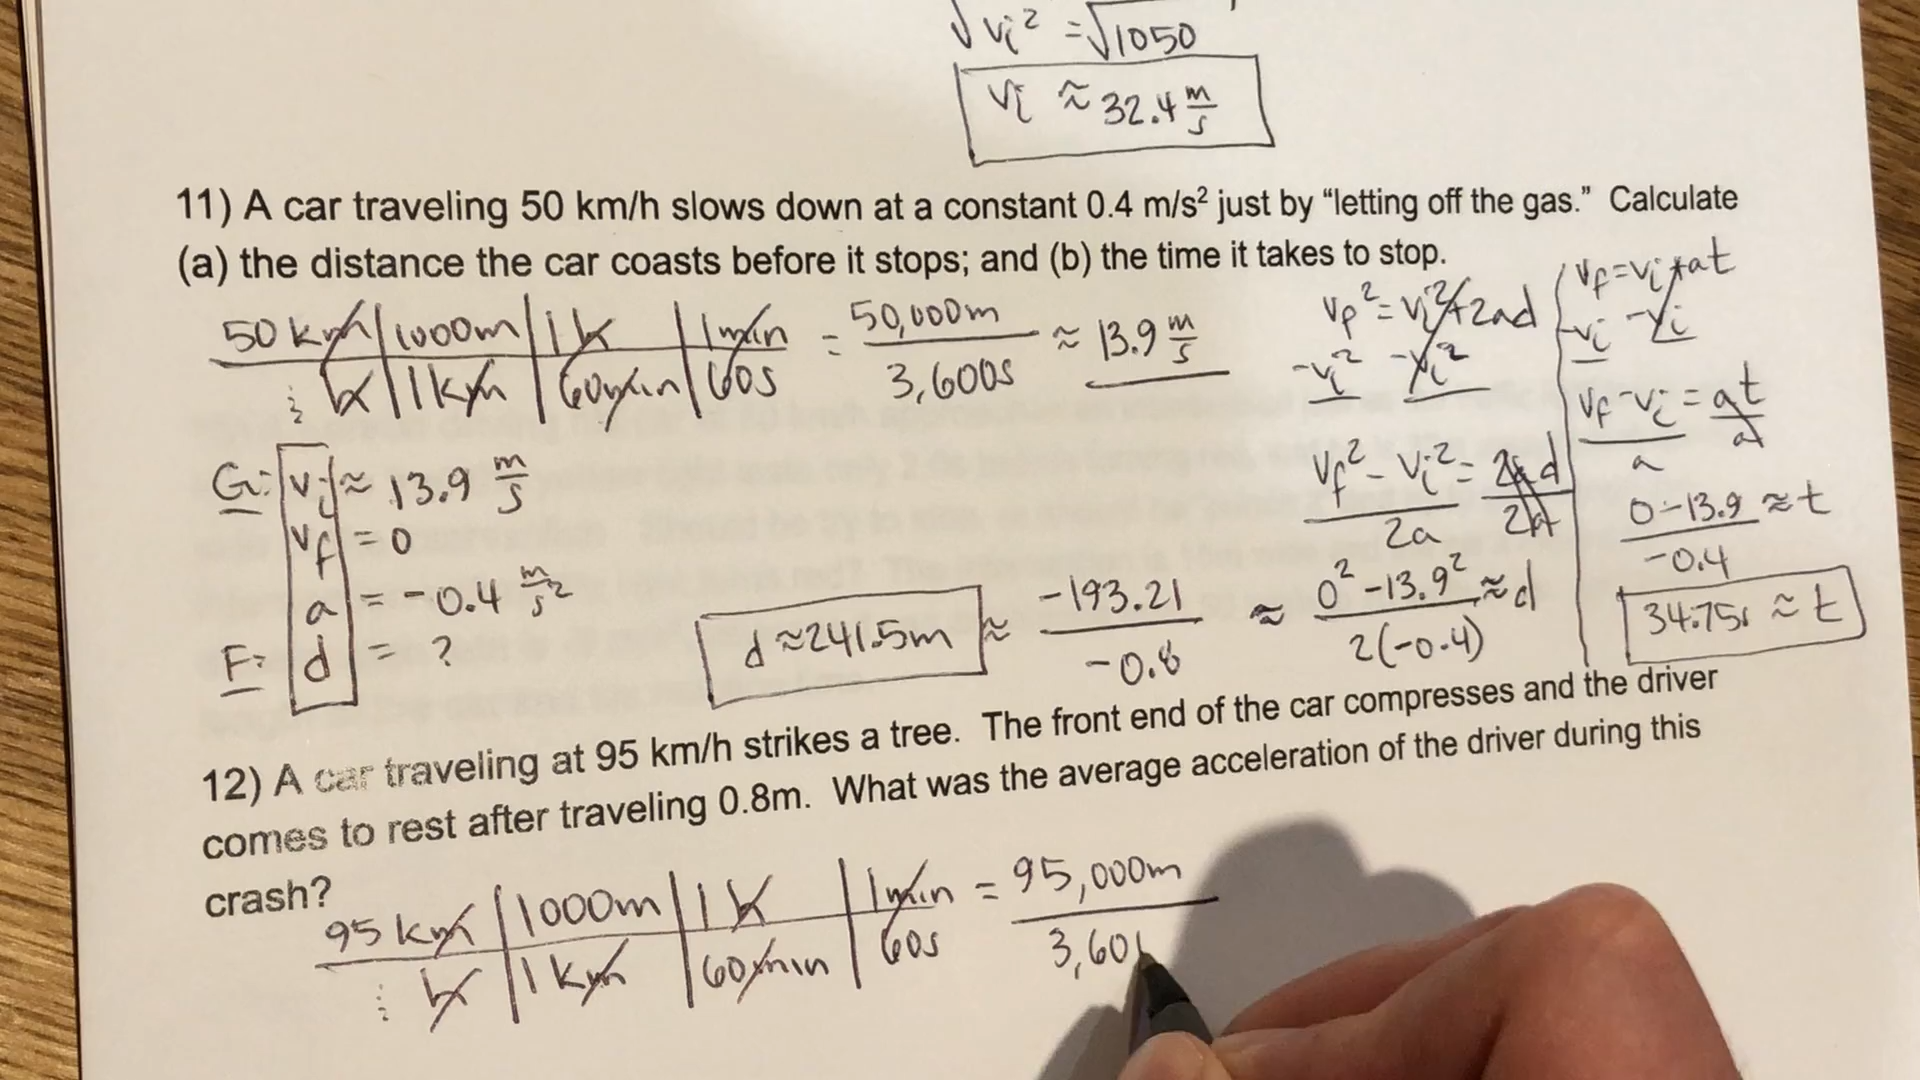 √vi² = √1050
vi ≈ 32.4 m/s
11) A car traveling 50 km/h slows down at a constant 0.4 m/s² just by “letting off the gas.” Calculate
(a) the distance the car coasts before it stops; and (b) the time it takes to stop.
50 km | 1000m | 1 h | 1min = 50,000m ≈ 13.9 m/s
h | 1km | 60min | 60s 3,600s
G: vi ≈ 13.9 m/s
vf = 0
a = -0.4 m/s²
F: d = ?
vf² = vi² + 2ad
-vi² -vi²
vf² - vi² = 2ad
2a 2a
0² - 13.9² ≈ d
2(-0.4)
≈ -193.21
-0.8
d ≈ 241.5m ≈
vf = vi + at
-vi -vi
vf - vi = at
a a
0 - 13.9 ≈ t
-0.4
34.75s ≈ t
12) A car traveling at 95 km/h strikes a tree. The front end of the car compresses and the driver
comes to rest after traveling 0.8m. What was the average acceleration of the driver during this
crash?
95 km | 1000m | 1 h | 1min = 95,000m
h | 1km | 60min | 60s 3,60